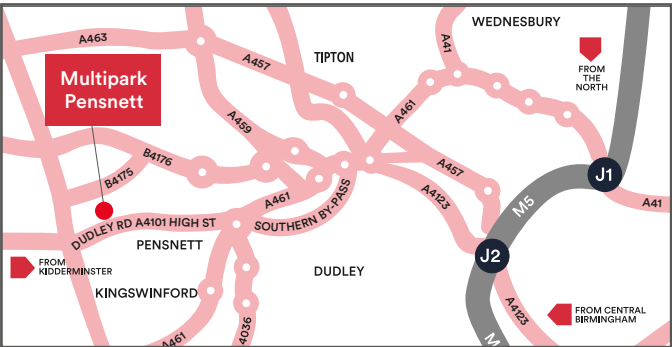 WEDNESBURY
A463
A41
TIPTON
A457
FROM
THE
NORTH
Multipark
Pensnett
A461
A459
B4176
A457
J1
B4175
A4123
A461
M5
A41
DUDLEY RD A4101 HIGH ST
SOUTHERN BY-PASS
PENSNETT
J2
FROM
KIDDERMINSTER
DUDLEY
KINGSWINFORD
A4123
FROM CENTRAL
BIRMINGHAM
4036
A461
M